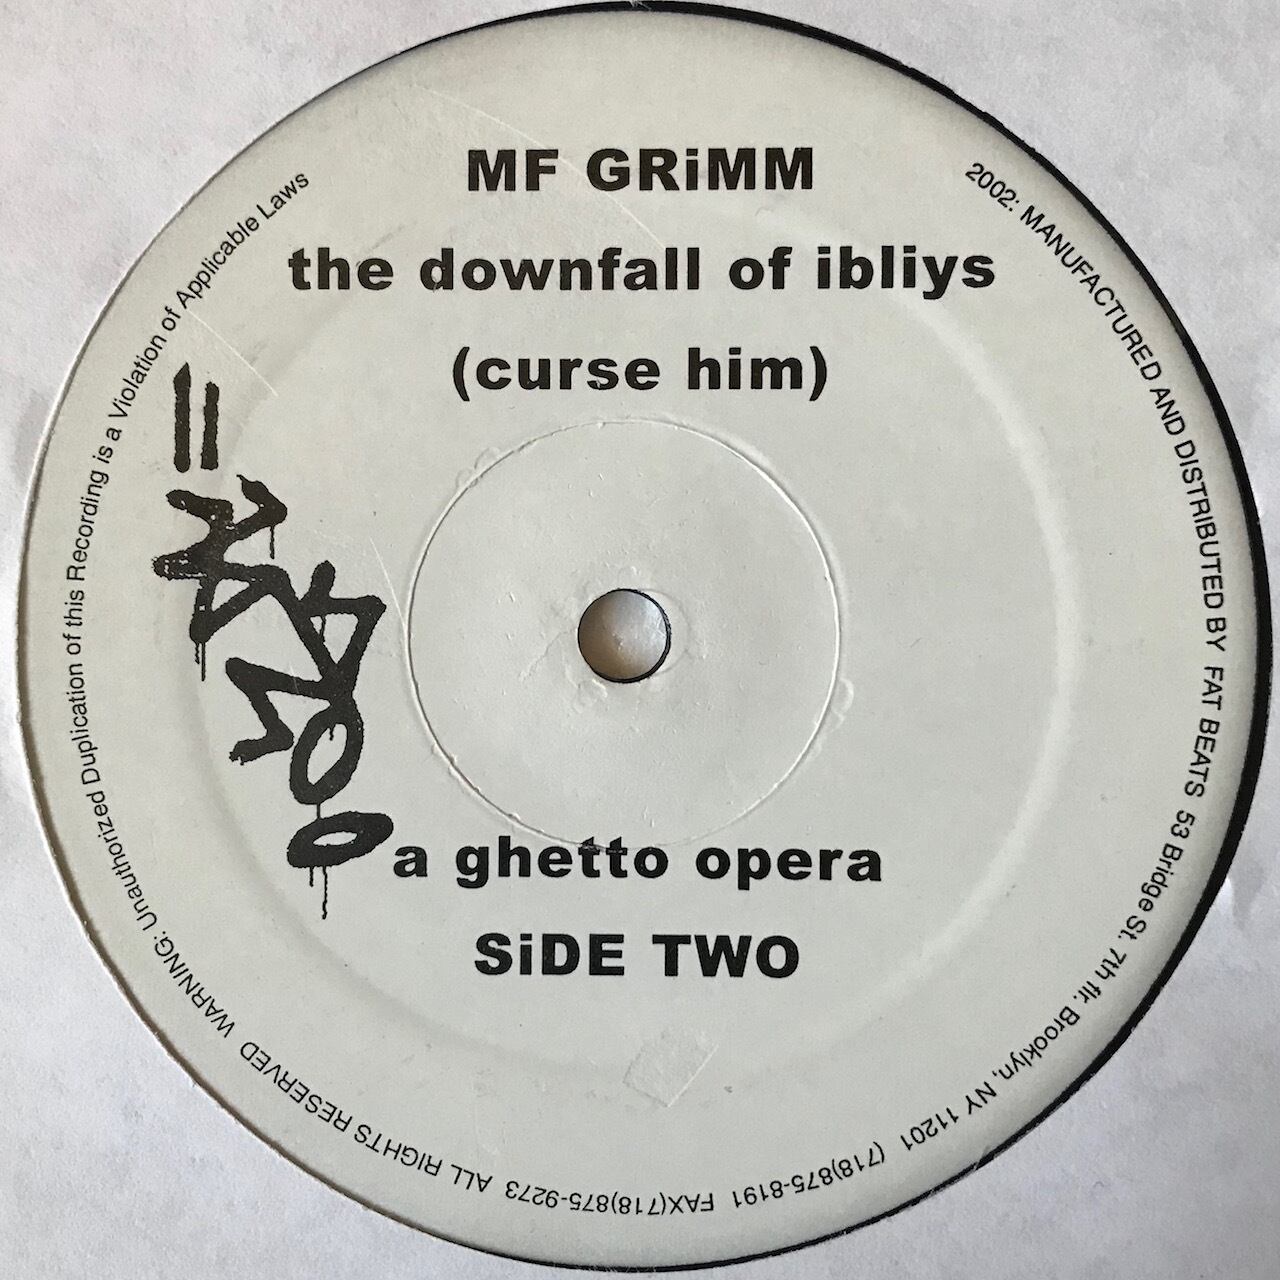 MF GRiMM
the downfall of ibliys
(curse him)
a ghetto opera
SiDE TWO
2002: MANUFACTURED AND DISTRIBUTED BY FAT BEATS 53 Bridge St. 7th flr. Brooklyn, NY 11201 (718)875-8191 FAX(718)875-9273 ALL RIGHTS RESERVED WARNING: Unauthorized Duplication of this Recording is a Violation of Applicable Laws